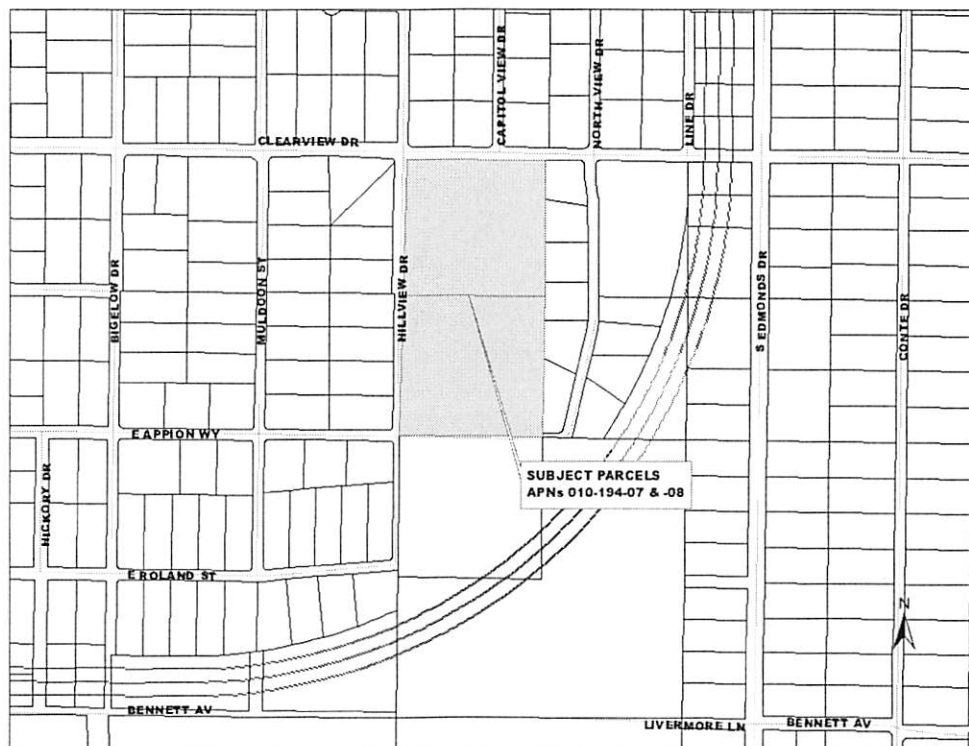 CAPITOL VIEW DR
NORTH VIEW DR
LINE DR
CLEARVIEW DR
BIGELOW DR
MULDOON ST
HILLVIEW DR
S EDMONDS DR
CONTE DR
E APPION WY
HICKORY DR
SUBJECT PARCELS
APNs 010-194-07 & -08
E ROLAND ST
N
BENNETT AV
LIVERMORE LN
BENNETT AV